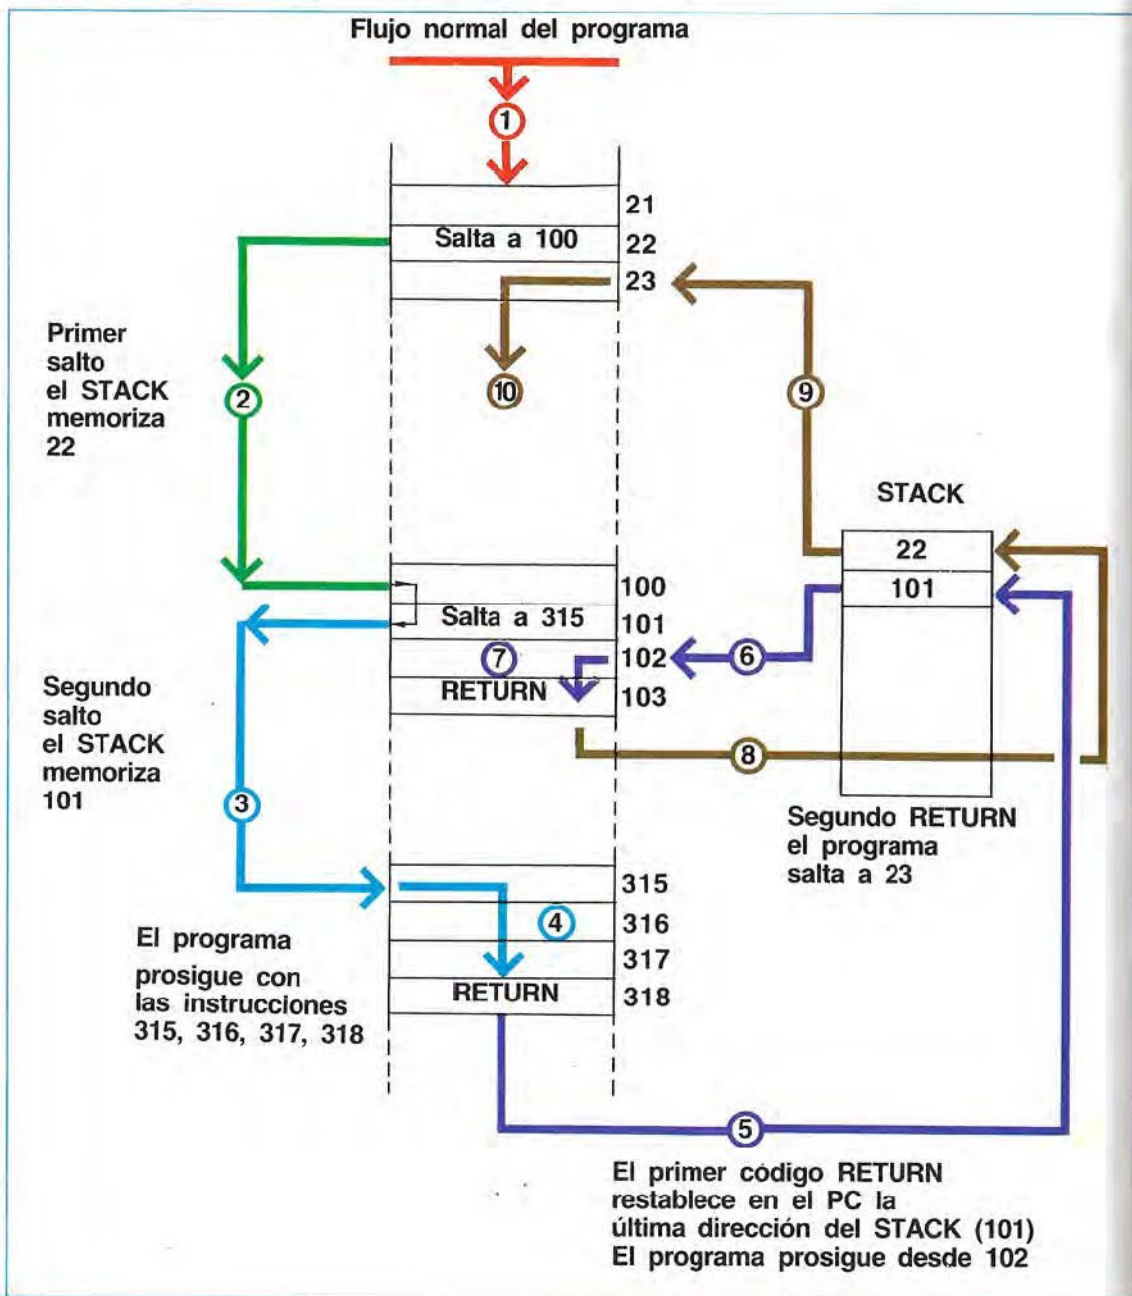 Flujo normal del programa
1
21
Salta a 100
22
23
Primer
salto
el STACK
memoriza
22
2
10
9
STACK
22
101
100
Salta a 315
101
7
102
6
RETURN
103
Segundo
salto
el STACK
memoriza
101
8
3
Segundo RETURN
el programa
salta a 23
315
4
316
317
RETURN
318
El programa
prosigue con
las instrucciones
315, 316, 317, 318
5
El primer código RETURN
restablece en el PC la
última dirección del STACK (101)
El programa prosigue desde 102